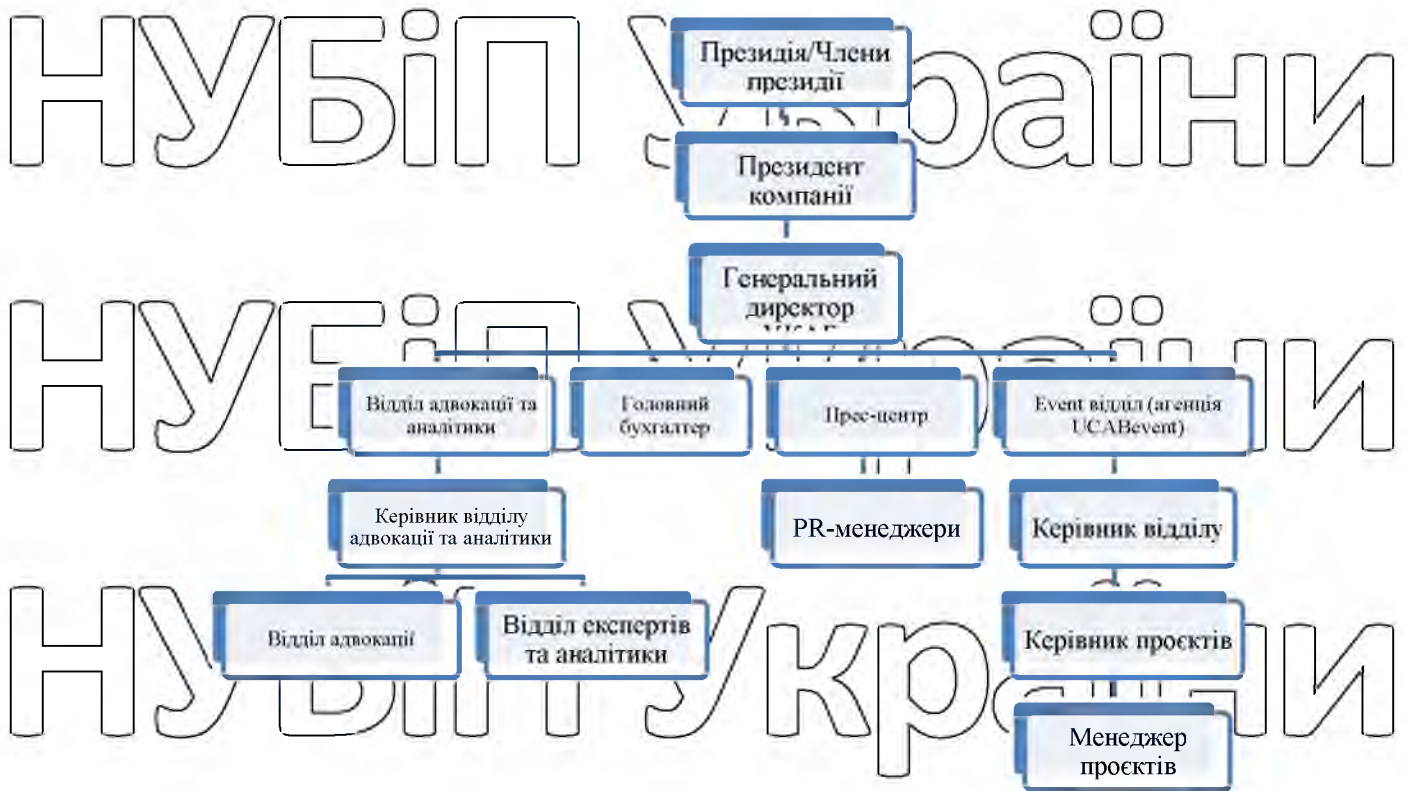 НУБіП України
Президія/Члени
президії
Президент
компанії
НУБіП України
Генеральний
директор
Відділ адвокації та
аналітики
Головний
бухгалтер
Прес-центр
Event відділ (агенція
UCABevent)
Керівник відділу
адвокації та аналітики
PR-менеджери
Керівник відділу
НУБіП України
Відділ адвокації
Відділ експертів
та аналітики
Керівник проєктів
Менеджер
проєктів